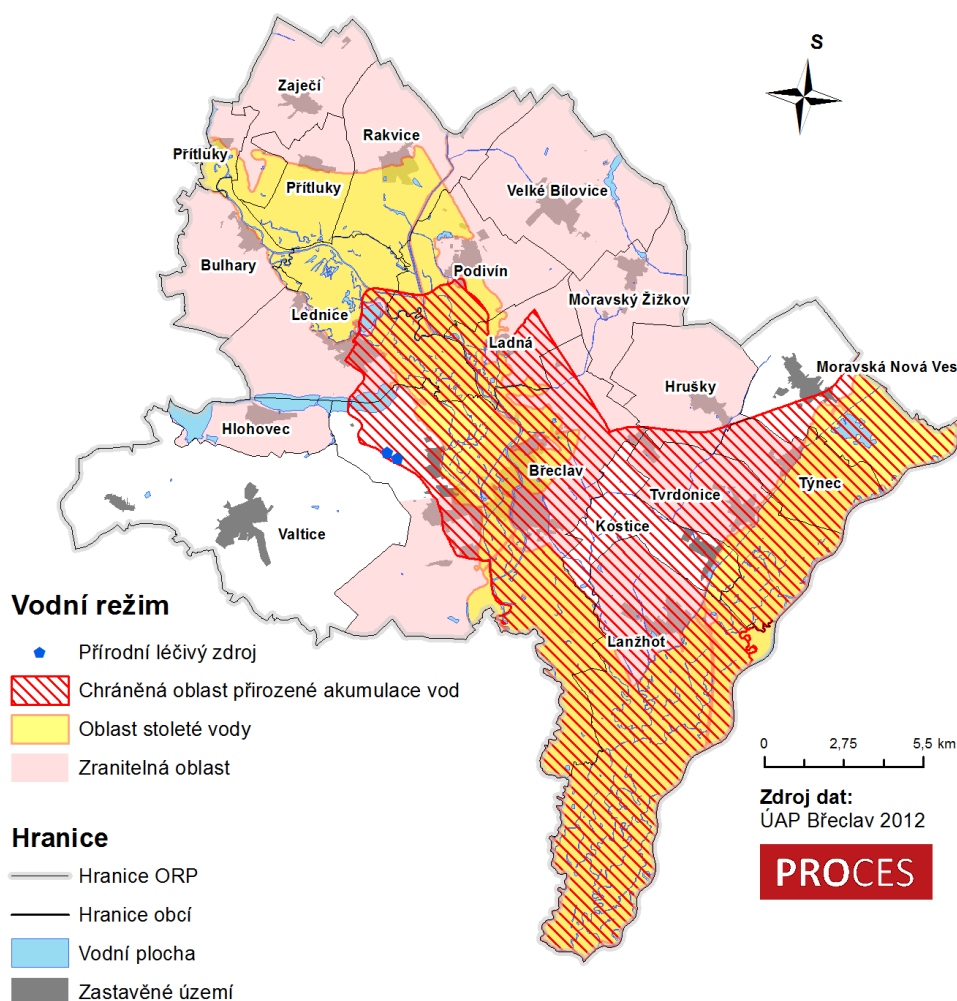 S
Zaječí
Rakvice
Přítluky
Přítluky
Velké Bílovice
Bulhary
Podivín
Lednice
Moravský Žižkov
Ladná
Moravská Nová Ves
Hrušky
Hlohovec
Břeclav
Týnec
Tvrdonice
Kostice
Valtice
Lanžhot
Vodní režim
Přírodní léčivý zdroj
Chráněná oblast přirozené akumulace vod
Oblast stoleté vody
Zranitelná oblast
Hranice
Hranice ORP
Hranice obcí
Vodní plocha
Zastavěné území
0 2,75 5,5 km
Zdroj dat:
ÚAP Břeclav 2012
PROCES